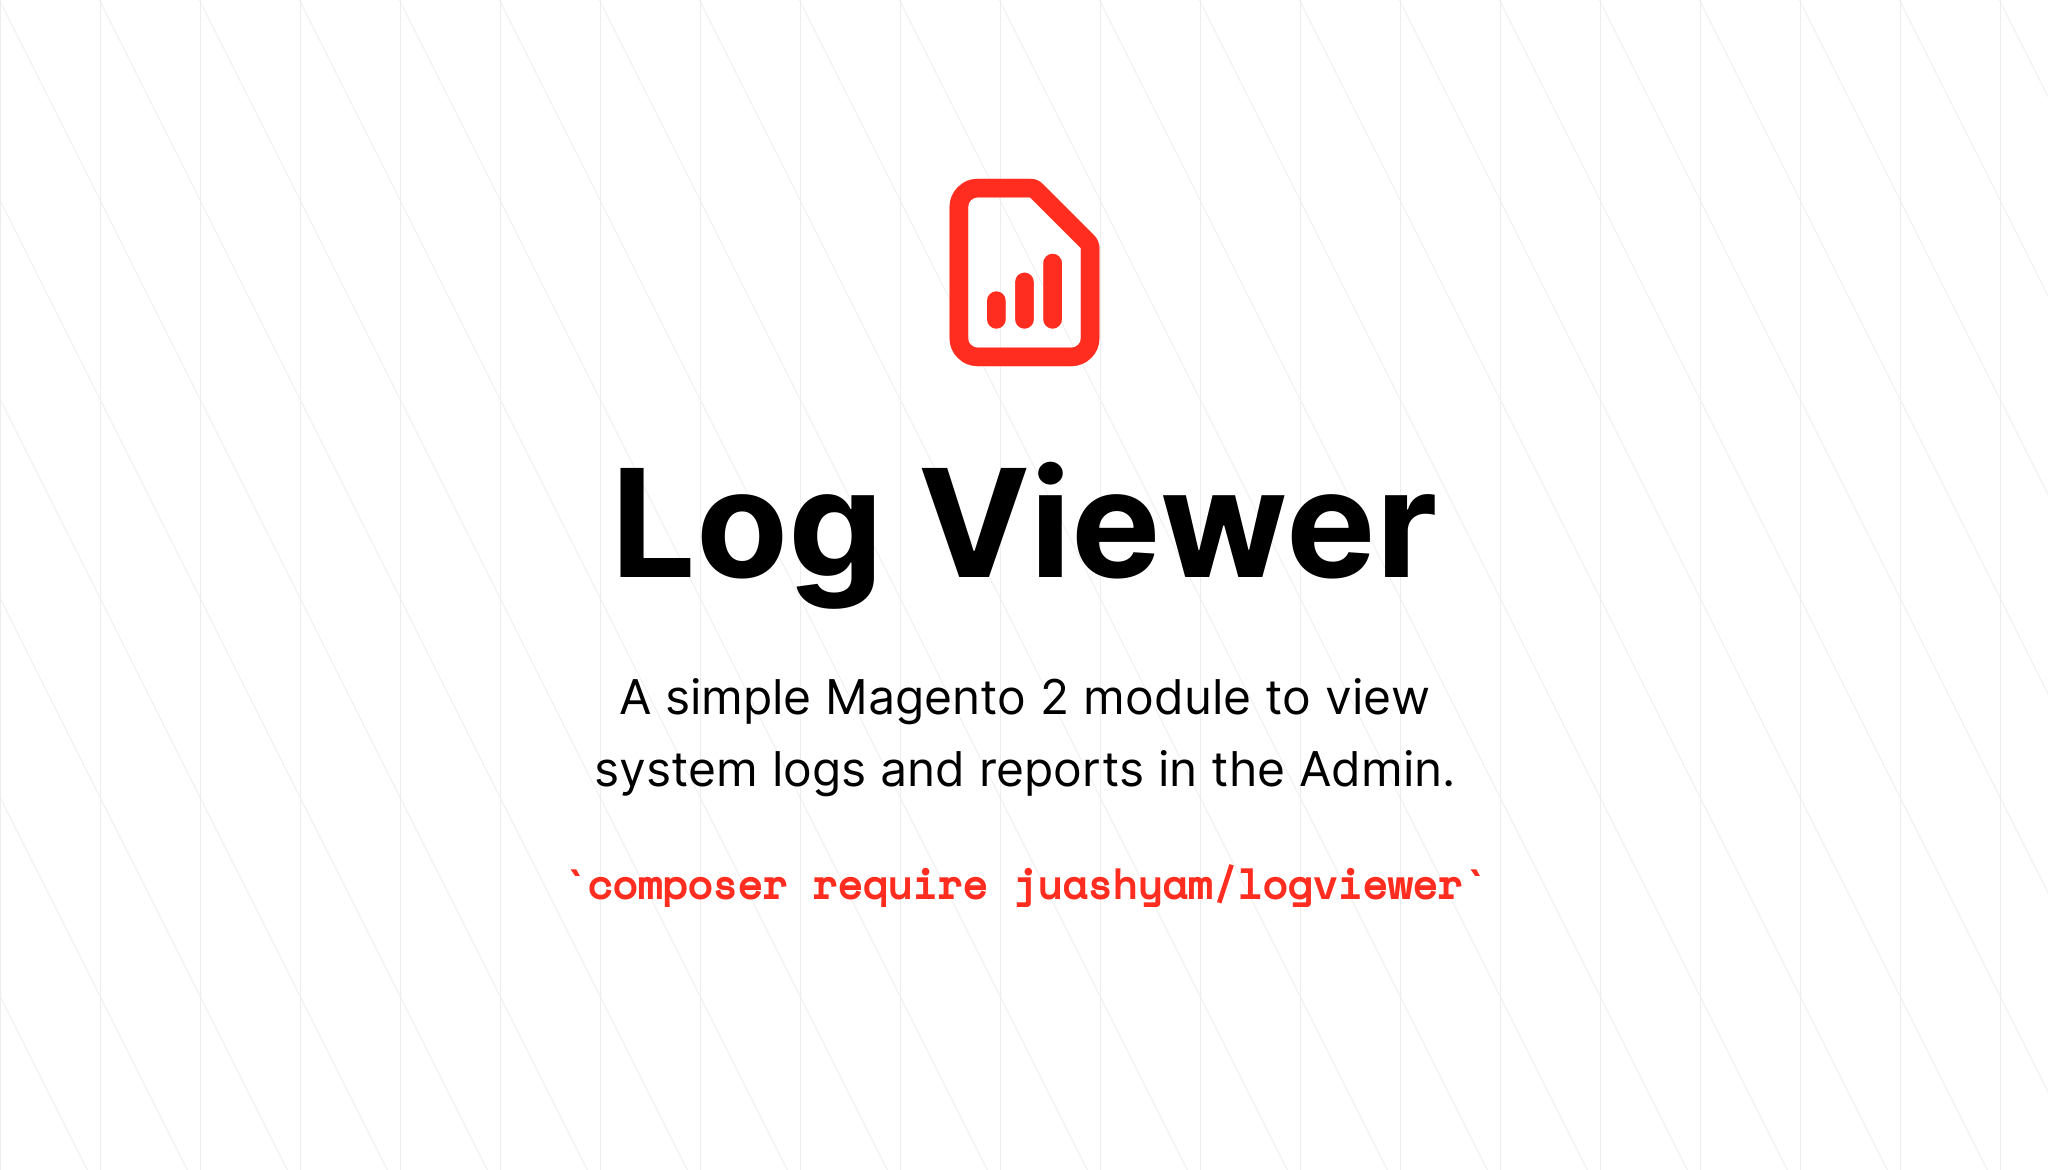 Log Viewer
A simple Magento 2 module to view
system logs and reports in the Admin.
`composer require juashyam/logviewer`